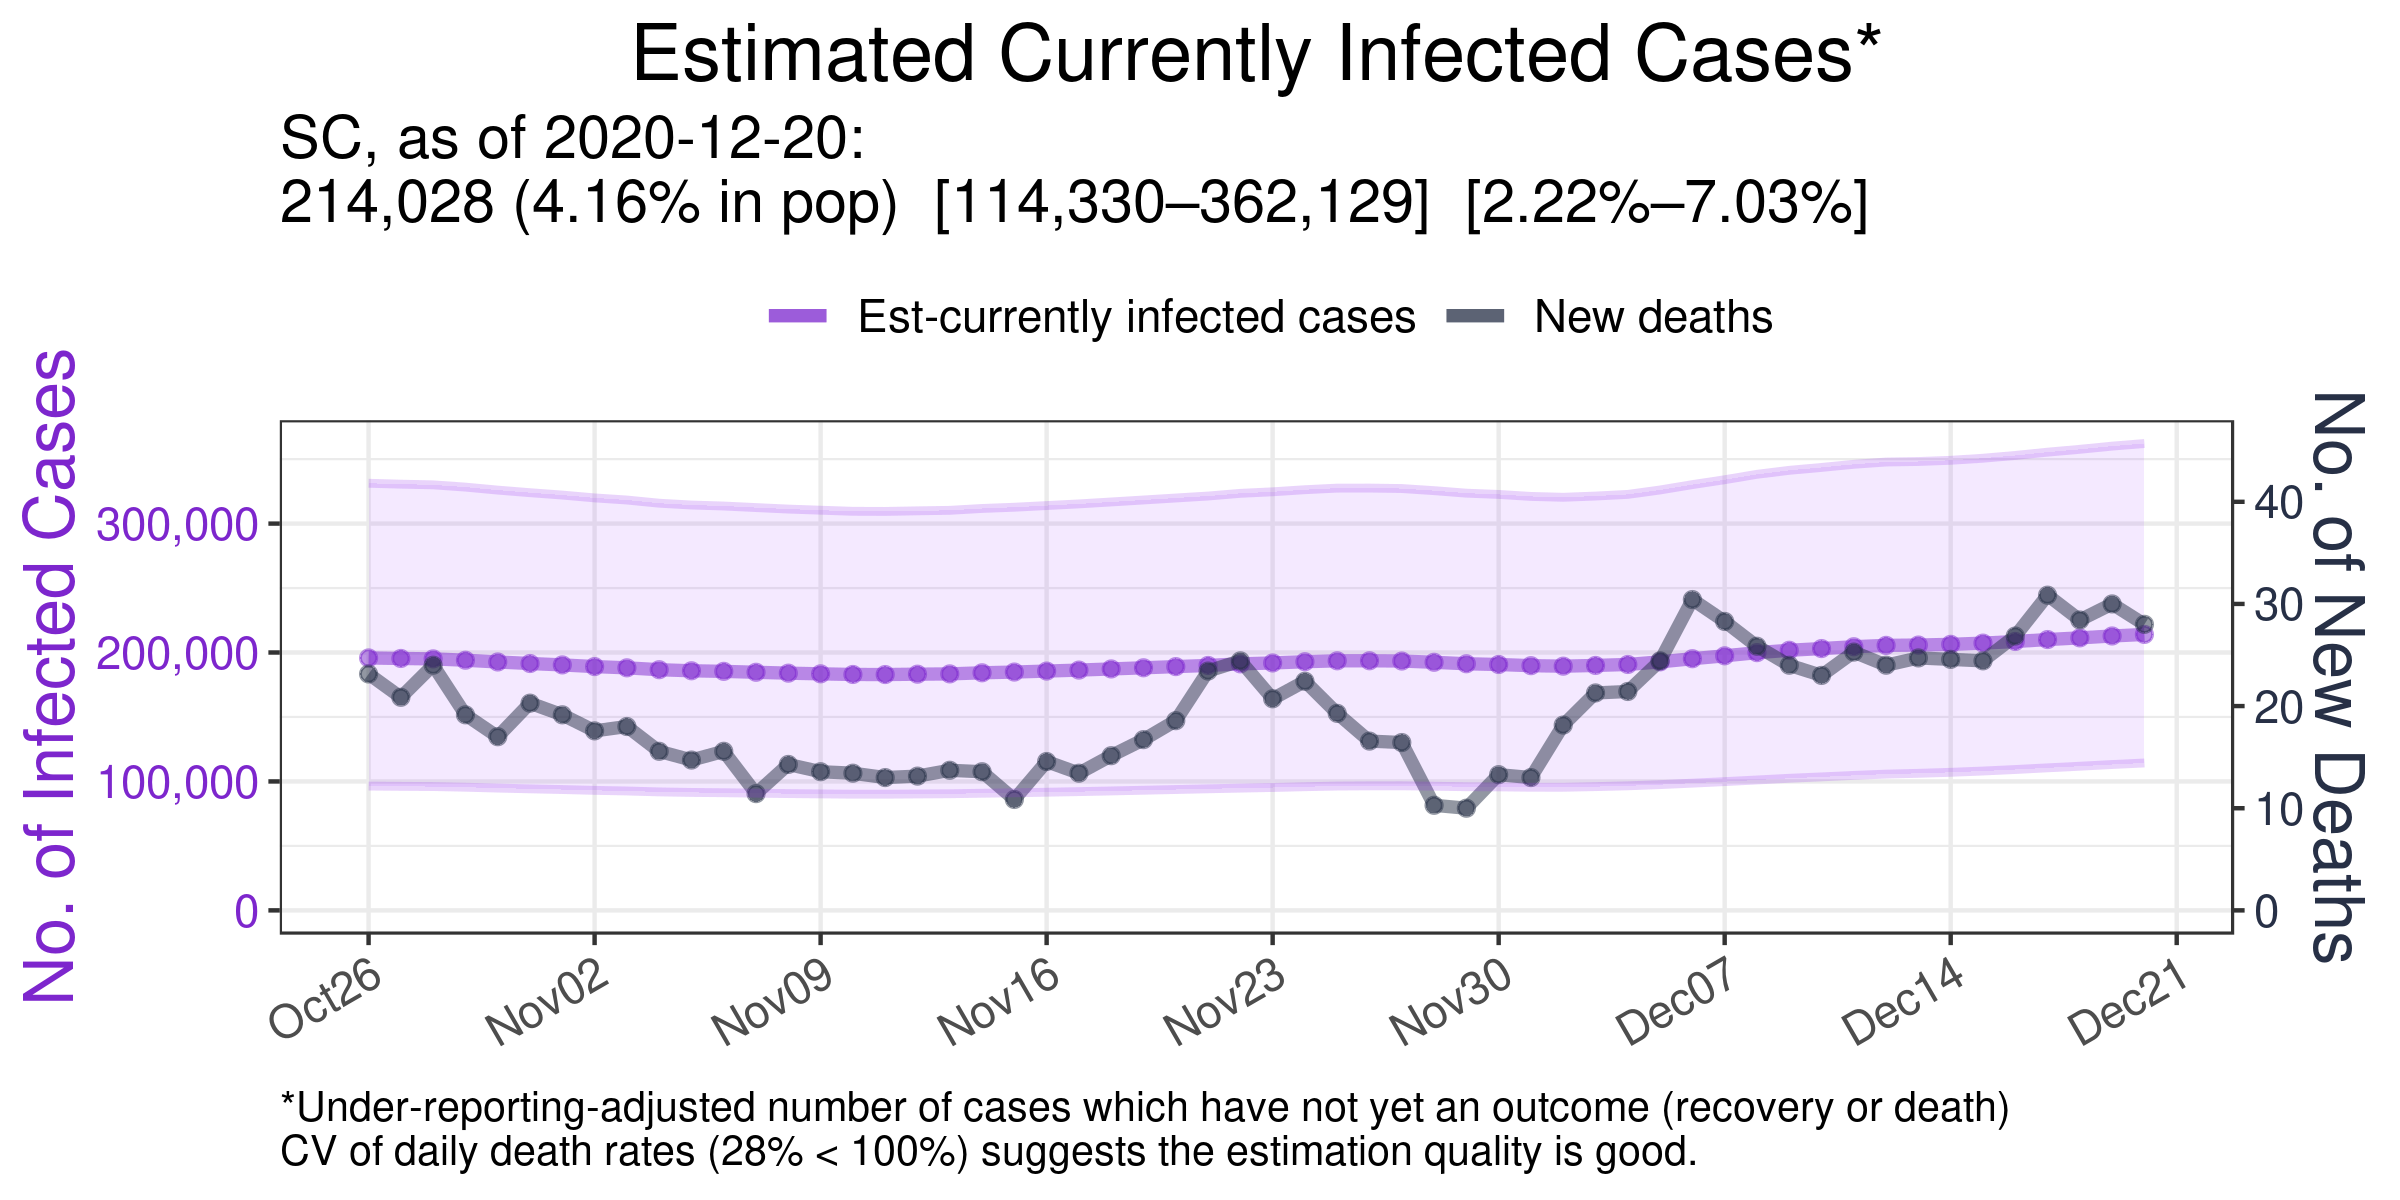 Estimated Currently Infected Cases*
SC, as of 2020-12-20:
214,028 (4.16% in pop)  [114,330–362,129]  [2.22%–7.03%]
Est-currently infected cases
New deaths
No. of Infected Cases
300,000
200,000
100,000
0
40
30
20
10
0
No. of New Deaths
Oct26
Nov02
Nov09
Nov16
Nov23
Nov30
Dec07
Dec14
Dec21
*Under-reporting-adjusted number of cases which have not yet an outcome (recovery or death)
CV of daily death rates (28% < 100%) suggests the estimation quality is good.